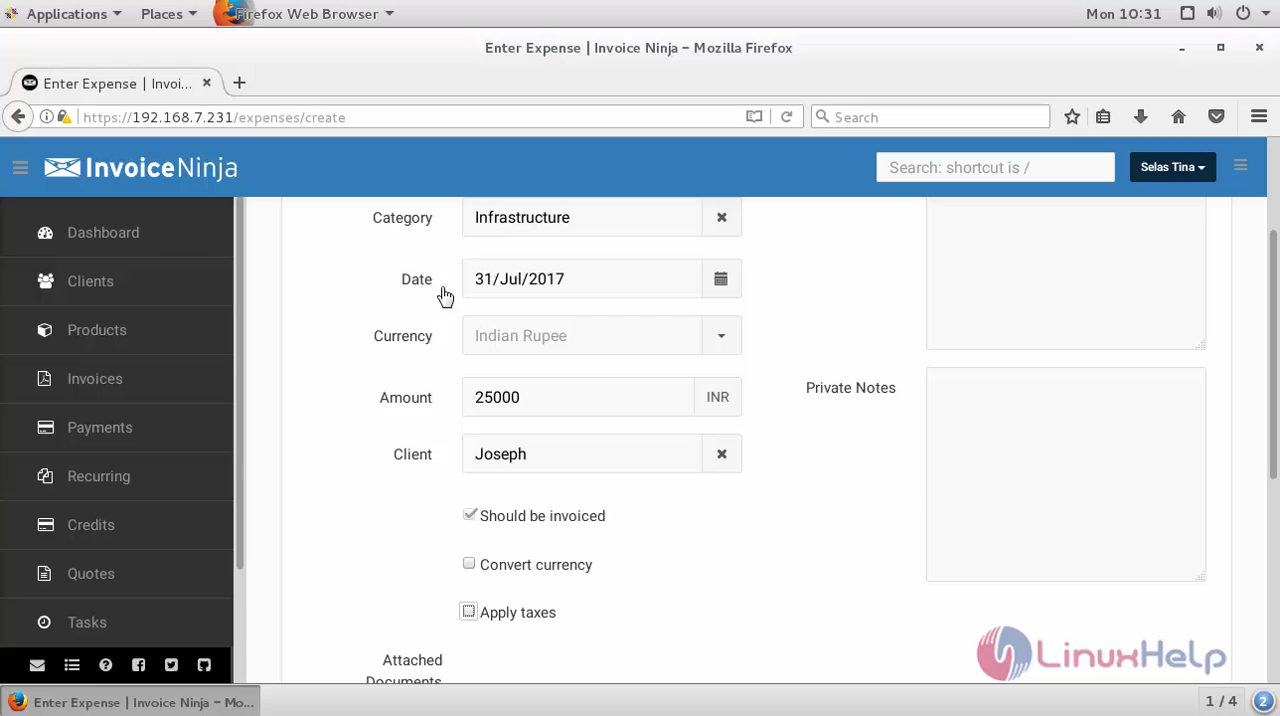 Applications Places Firefox Web Browser Mon 10:31
Enter Expense | Invoice Ninja – Mozilla Firefox
Enter Expense | Invoi...
https://192.168.7.231/expenses/create Search
InvoiceNinja Search: shortcut is / Selas Tina
Dashboard
Clients
Products
Invoices
Payments
Recurring
Credits
Quotes
Tasks
Category Infrastructure
Date 31/Jul/2017
Currency Indian Rupee
Amount 25000 INR
Client Joseph
Should be invoiced
Convert currency
Apply taxes
Attached
Documents
Private Notes
LinuxHelp
Enter Expense | Invoice Ninja – Mo... 1 / 4 2